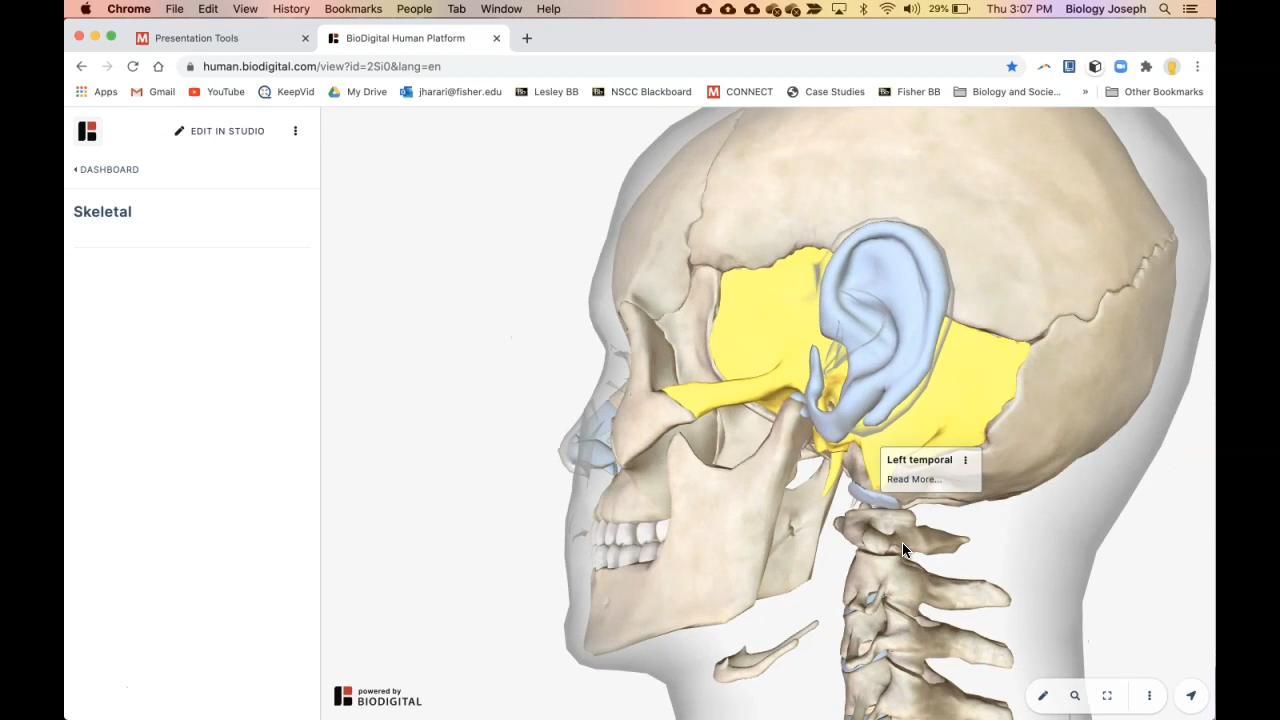 Chrome File Edit View History Bookmarks People Tab Window Help 29% Thu 3:07 PM Biology Joseph
M Presentation Tools × BioDigital Human Platform × +
human.biodigital.com/view?id=2Si0&lang=en
Apps Gmail YouTube KeepVid My Drive jharari@fisher.edu Bb Lesley BB Bb NSCC Blackboard M CONNECT Case Studies Bb Fisher BB Biology and Socie... » Other Bookmarks
EDIT IN STUDIO
DASHBOARD
Skeletal
Left temporal
Read More...
powered by
BIODIGITAL